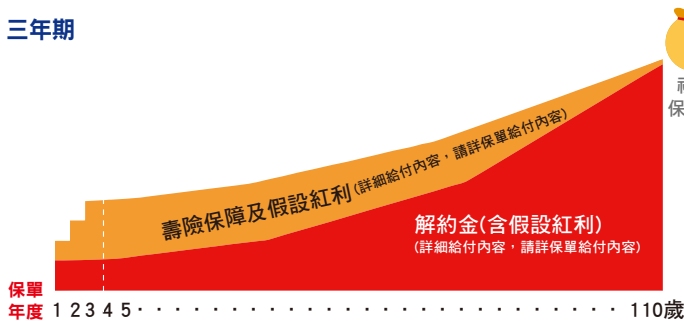 三年期
保
壽險保障及假設紅利(詳細給付內容，請詳保單給付內容)
解約金(含假設紅利)
(詳細給付內容，請詳保單給付內容)
保單
年度 1 2 3 4 5 · · · · · · · · · · · · · · · · · · · · · · · · · · · · · · · 110歲